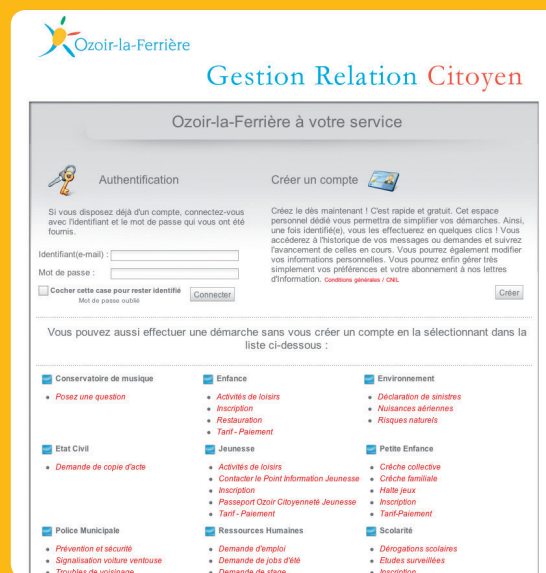 Ozoir-la-Ferrière
Gestion Relation Citoyen
Ozoir-la-Ferrière à votre service
Authentification
Si vous disposez déjà d'un compte, connectez-vous
avec l'identifiant et le mot de passe qui vous ont été
fournis.
Identifiant(e-mail) :
Mot de passe :
Cocher cette case pour rester identifié
Mot de passe oublié
Connecter
Créer un compte
Créez le dès maintenant ! C'est rapide et gratuit. Cet espace
personnel dédié vous permettra de simplifier vos démarches. Ainsi,
une fois identifié(e), vous les effectuerez en quelques clics ! Vous
accéderez à l'historique de vos messages ou demandes et suivrez
l'avancement de celles en cours. Vous pourrez également modifier
vos informations personnelles. Vous pourrez enfin gérer très
simplement vos préférences et votre abonnement à nos lettres
d'information. Conditions générales / CNIL
Créer
Vous pouvez aussi effectuer une démarche sans vous créer un compte en la sélectionnant dans la
liste ci-dessous :
Conservatoire de musique
Posez une question
Enfance
Activités de loisirs
Inscription
Restauration
Tarif - Paiement
Environnement
Déclaration de sinistres
Nuisances aériennes
Risques naturels
Etat Civil
Demande de copie d'acte
Jeunesse
Activités de loisirs
Contacter le Point Information Jeunesse
Inscription
Passeport Ozoir Citoyenneté Jeunesse
Tarif - Paiement
Petite Enfance
Crêche collective
Crêche familiale
Halte jeux
Inscription
Tarif-Paiement
Police Municipale
Prévention et sécurité
Signalisation voiture ventouse
Troubles de voisinage
Ressources Humaines
Demande d'emploi
Demande de jobs d'été
Demande de stage
Scolarité
Dérogations scolaires
Etudes surveillées
Inscription